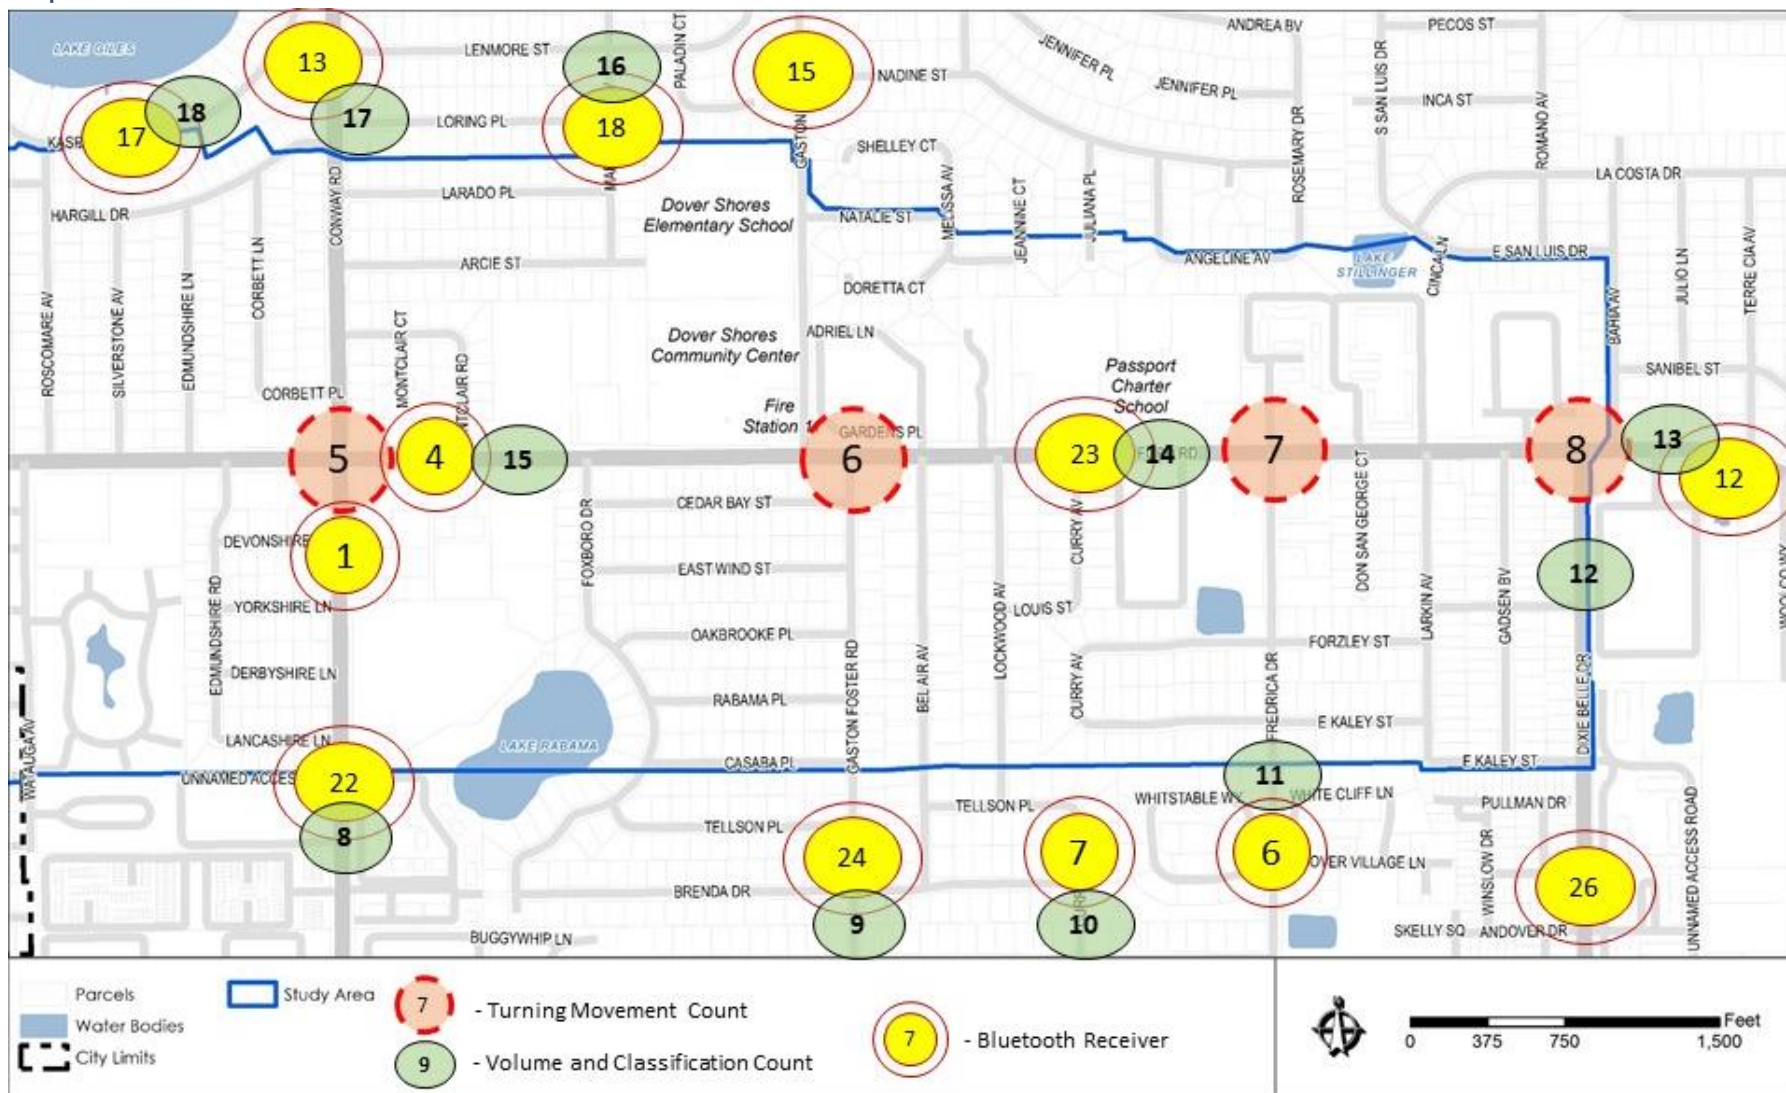 LAKE GILES
13
LENMORE ST
16
PALADIN CT
15
NADINE ST
JENNIFER PL
ANDREA BV
JENNIFER PL
S SAN LUIS DR
PECOS ST
INCA ST
ROMANO AV
18
17
17
LORING PL
18
GASTON
SHELLEY CT
ROSEMARY DR
LA COSTA DR
HARGILL DR
CONWAY RD
LARADO PL
Dover Shores
Elementary School
NATALIE ST
MELISSA AV
JEANNINE CT
JULIANA PL
ANGELINE AV
LAKE
STILLINGER
CINCA LN
E SAN LUIS DR
JULIO LN
TERRE CIA AV
ROSCOMARE AV
SILVERSTONE AV
EDMUNDSHIRE LN
CORBETT LN
ARCIE ST
DORETTA CT
BAHIA AV
MONTCLAIR CT
Dover Shores
Community Center
ADRIEL LN
Passport
Charter
School
SANIBEL ST
CORBETT PL
Fire
Station 1
GARDENS PL
5
4
15
6
23
14
7
8
13
12
CEDAR BAY ST
CURRY AV
DON SAN GEORGE CT
DEVONSHIRE
1
FOXBORO DR
EAST WIND ST
12
EDMUNDSHIRE RD
YORKSHIRE LN
LOCKWOOD AV
LOUIS ST
LARKIN AV
GADSEN BV
OAKBROOKE PL
FORZLEY ST
DERBYSHIRE LN
GASTON FOSTER RD
BEL AIR AV
CURRY AV
FREDRICA DR
DIXIE BELLE DR
RABAMA PL
E KALEY ST
WATAUGA AV
LANCASHIRE LN
LAKE RABAMA
CASABA PL
E KALEY ST
UNNAMED ACCES
22
11
8
TELLSON PL
TELLSON PL
WHITSTABLE WY
WHITE CLIFF LN
PULLMAN DR
24
7
6
OVER VILLAGE LN
WINSLOW DR
26
UNNAMED ACCESS ROAD
BRENDA DR
9
10
BUGGYWHIP LN
SKELLY SQ
ANDOVER DR
Parcels
Water Bodies
City Limits
Study Area
7
- Turning Movement Count
9
- Volume and Classification Count
7
- Bluetooth Receiver
Feet
0 375 750 1,500